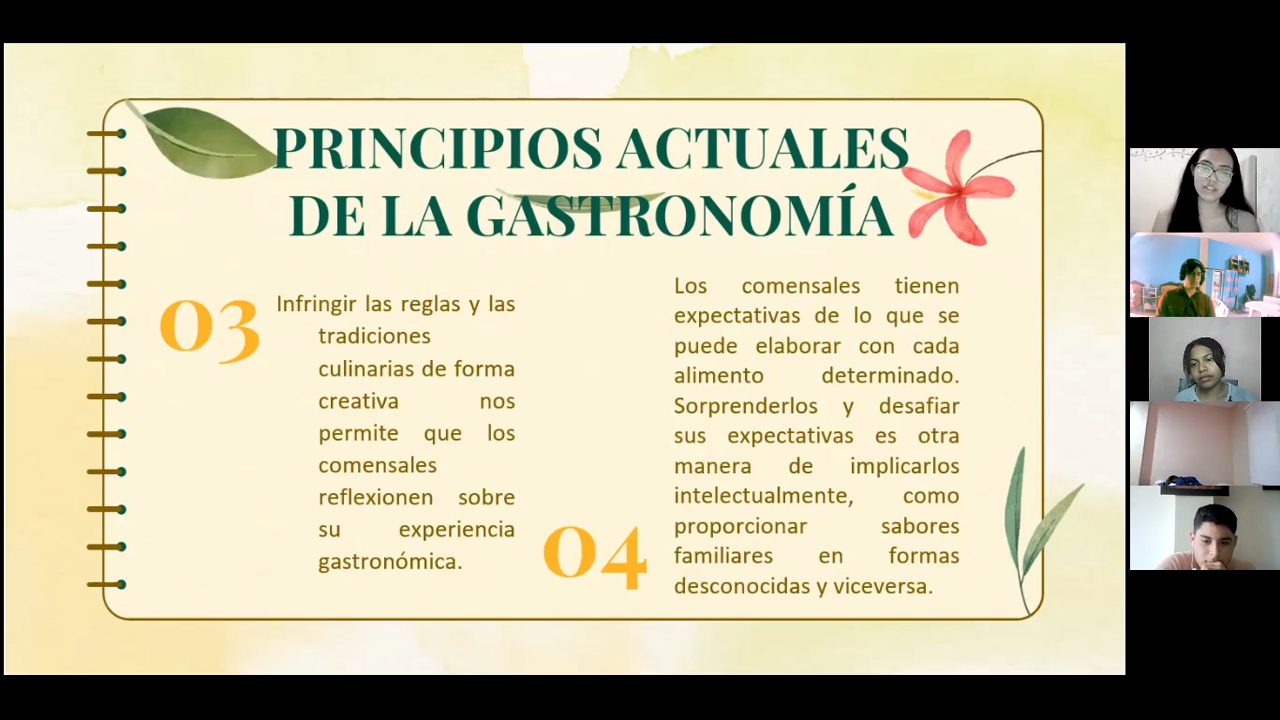 PRINCIPIOS ACTUALES
DE LA GASTRONOMÍA
03
Infringir las reglas y las
tradiciones
culinarias de forma
creativa nos
permite que los
comensales
reflexionen sobre
su experiencia
gastronómica.
04
Los comensales tienen
expectativas de lo que se
puede elaborar con cada
alimento determinado.
Sorprenderlos y desafiar
sus expectativas es otra
manera de implicarlos
intelectualmente, como
proporcionar sabores
familiares en formas
desconocidas y viceversa.